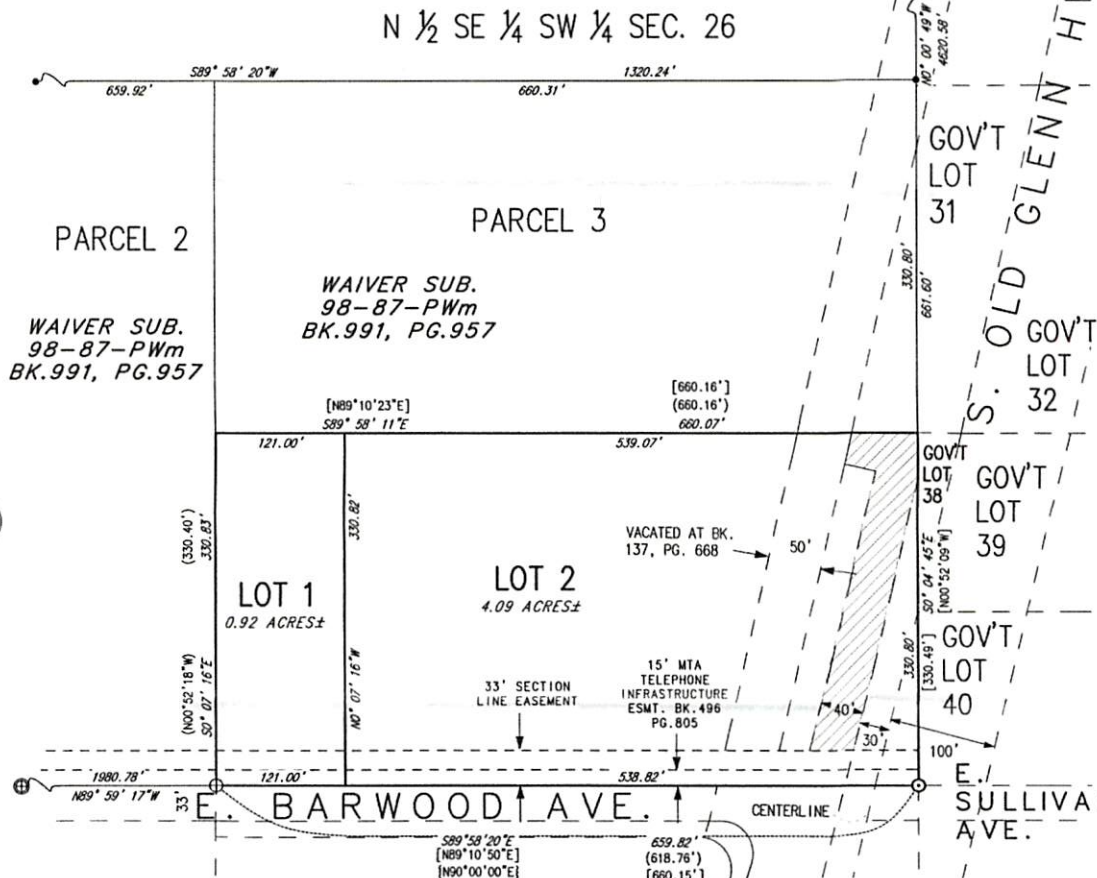 N ½ SE ¼ SW ¼ SEC. 26
N0° 00' 49"W
4620.58'
S89° 58' 20"W
1320.24'
659.92'
660.31'
GOV'T
LOT
31
S. OLD GLENN H
PARCEL 2
PARCEL 3
WAIVER SUB.
98-87-PWm
BK.991, PG.957
WAIVER SUB.
98-87-PWm
BK.991, PG.957
330.80'
661.60'
GOV'T
LOT
32
[N89°10'23"E]
S89° 58' 11"E
[660.16']
(660.16')
660.07'
121.00'
539.07'
GOV'T
LOT
38
GOV'T
LOT
39
(330.40')
330.83'
330.82'
VACATED AT BK.
137, PG. 668
50'
LOT 1
0.92 ACRES±
LOT 2
4.09 ACRES±
S0° 04' 45"E
[N00°52'09"W]
(N00°52'18"W)
S0° 07' 16"E
N0° 07' 16"W
33' SECTION
LINE EASEMENT
15' MTA
TELEPHONE
INFRASTRUCTURE
ESMT. BK.496
PG.805
330.80'
[330.49']
GOV'T
LOT
40
40'
30'
100'
1980.78'
N89° 59' 17"W
121.00'
538.82'
33'
E. BARWOOD AVE.
CENTERLINE
E.
SULLIVA
AVE.
S89°58'20"E
[N89°10'50"E]
[N90°00'00"E]
659.82'
(618.76')
[660.15']